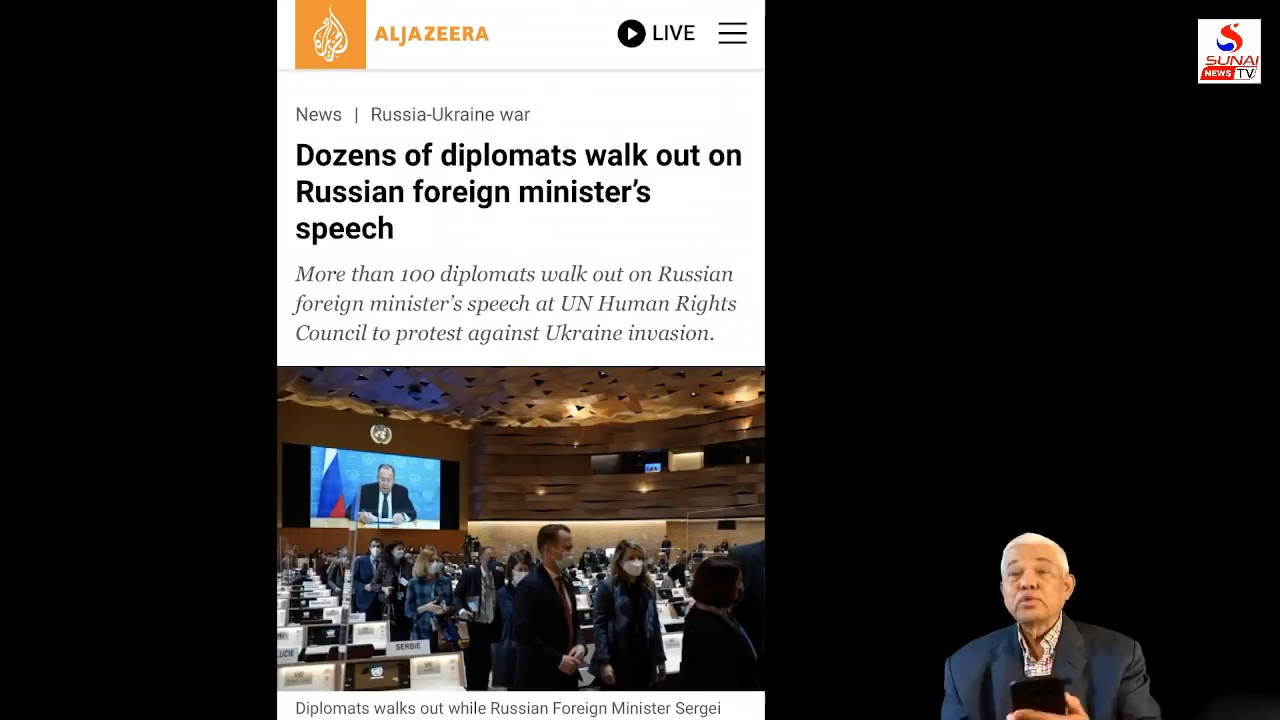 ALJAZEERA
LIVE
SUNAI
NEWS TV
News | Russia-Ukraine war
Dozens of diplomats walk out on
Russian foreign minister’s
speech
More than 100 diplomats walk out on Russian
foreign minister’s speech at UN Human Rights
Council to protest against Ukraine invasion.
LUCIE
SERBIE
Diplomats walks out while Russian Foreign Minister Sergei